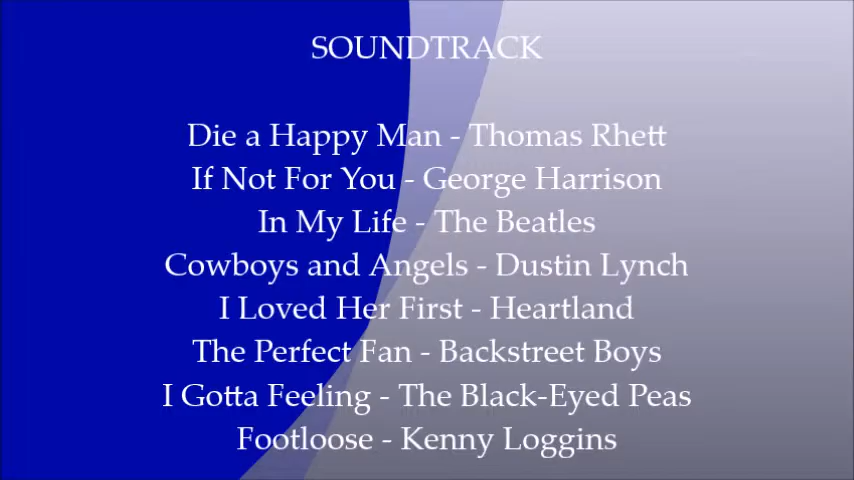 SOUNDTRACK
Die a Happy Man - Thomas Rhett
If Not For You - George Harrison
In My Life - The Beatles
Cowboys and Angels - Dustin Lynch
I Loved Her First - Heartland
The Perfect Fan - Backstreet Boys
I Gotta Feeling - The Black-Eyed Peas
Footloose - Kenny Loggins